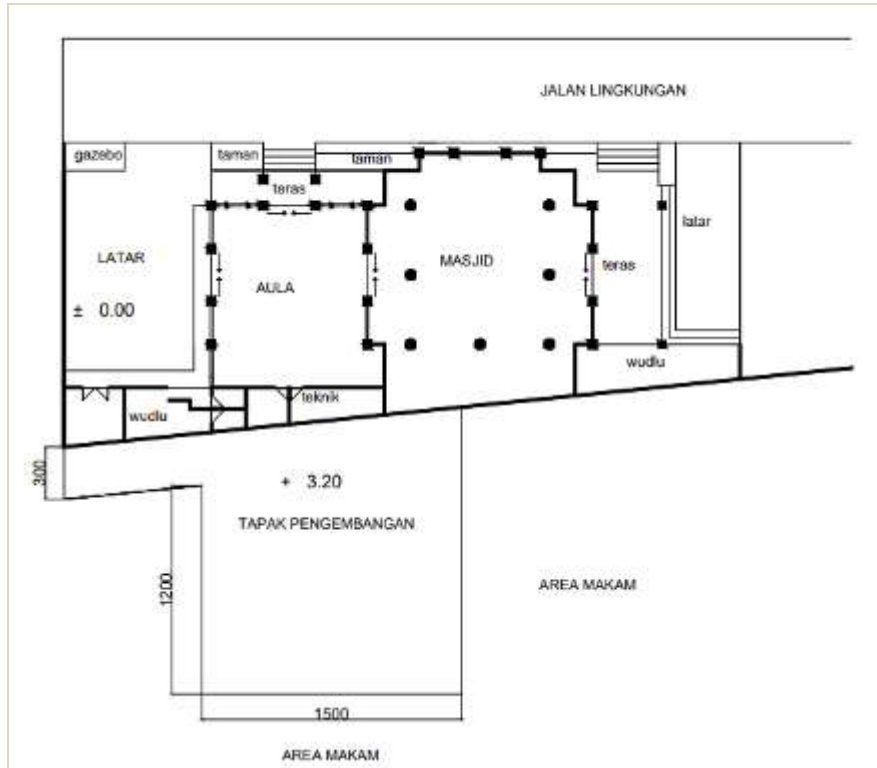 JALAN LINGKUNGAN
gazebo
taman
taman
teras
latar
LATAR
AULA
MASJID
teras
± 0.00
wudlu
teknik
wudlu
300
+ 3.20
TAPAK PENGEMBANGAN
1200
AREA MAKAM
1500
AREA MAKAM